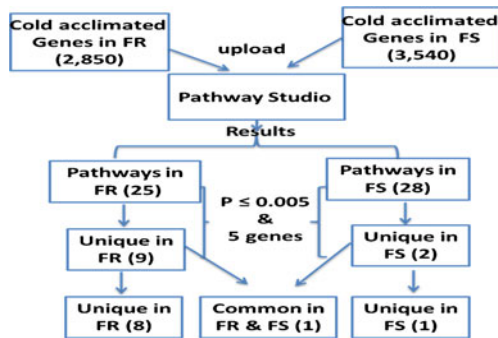 Cold acclimated
Genes in FR
(2,850)
upload
Cold acclimated
Genes in FS
(3,540)
Pathway Studio
Results
Pathways in
FR (25)
P ≤ 0.005
&
5 genes
Pathways in
FS (28)
Unique in
FR (9)
Unique in
FS (2)
Unique in
FR (8)
Common in
FR & FS (1)
Unique in
FS (1)